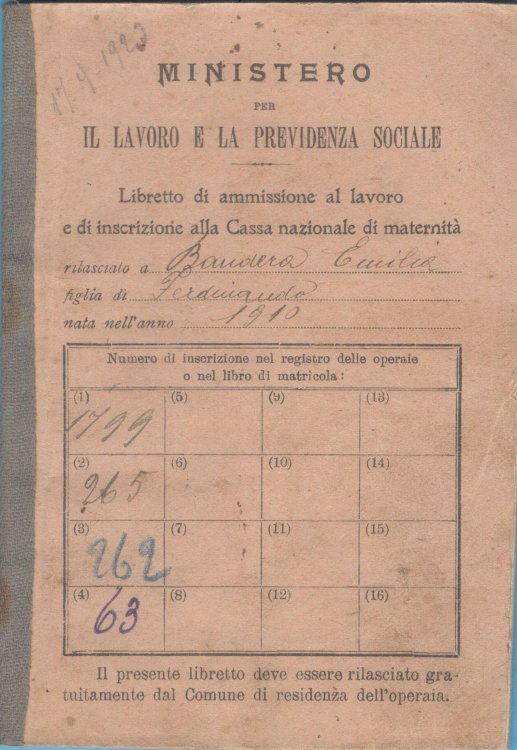 17-9-1923
MINISTERO
PER
IL LAVORO E LA PREVIDENZA SOCIALE
Libretto di ammissione al lavoro
e di inscrizione alla Cassa nazionale di maternità
rilasciato a Bandera Emilia
figlia di Ferdinando
nata nell'anno 1910
Numero di inscrizione nel registro delle operaie
o nel libro di matricola:
(1) (5) (9) (13)
1799
(2) (6) (10) (14)
265
(3) (7) (11) (15)
262
(4) (8) (12) (16)
63
Il presente libretto deve essere rilasciato gra-
tuitamente dal Comune di residenza dell'operaia.